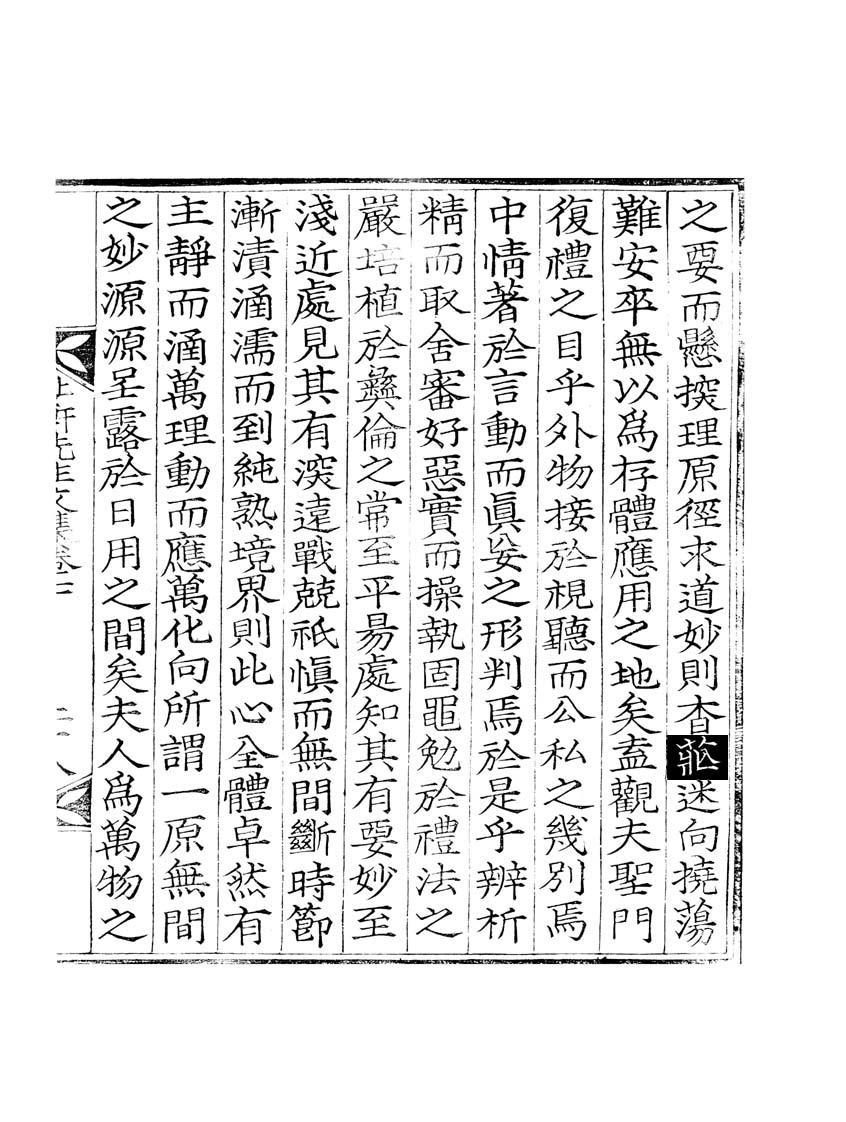 之要而懸揬理原徑求道妙則杳迷向撓蕩
難安卒無以爲存體應用之地矣盍觀夫聖門
復禮之目乎外物接於視聽而公私之幾別焉
中情著於言動而眞妄之形判焉於是乎辨析
精而取舍審好惡實而操執固黽勉於禮法之
嚴培植於彝倫之常至平易處知其有要妙至
淺近處見其有深遠戰兢祇愼而無間斷時節
漸漬涵濡而到純熟境界則此心全體卓然有
主靜而涵萬理動而應萬化向所謂一原無間
之妙源源呈露於日用之間矣夫人爲萬物之
先生文集卷